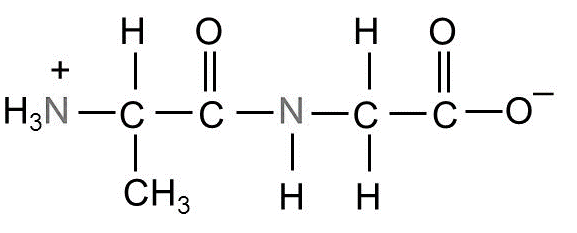 H O H O
+
H₃N C C N C C O⁻
CH₃ H H